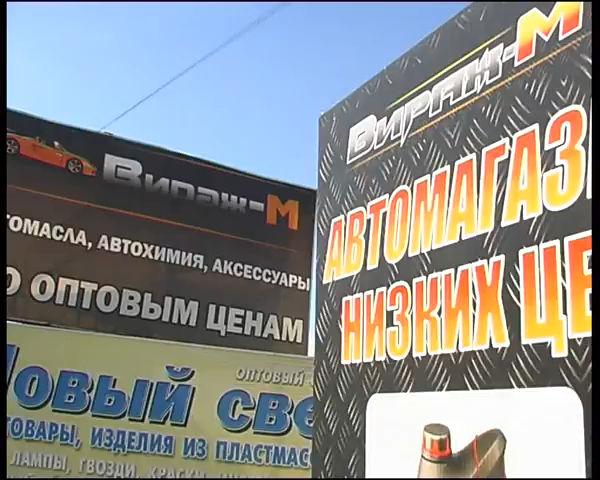 Вираж-М
ТОМАСЛА, АВТОХИМИЯ, АКСЕССУАРЫ
О ОПТОВЫМ ЦЕНАМ
Новый све
ОПТОВЫЙ
ТОВАРЫ, ИЗДЕЛИЯ ИЗ ПЛАСТМАС
ЛАМПЫ, ГВОЗДИ, КРАСКИ
Вираж-М
АВТОМАГАЗ
НИЗКИХ ЦЕ